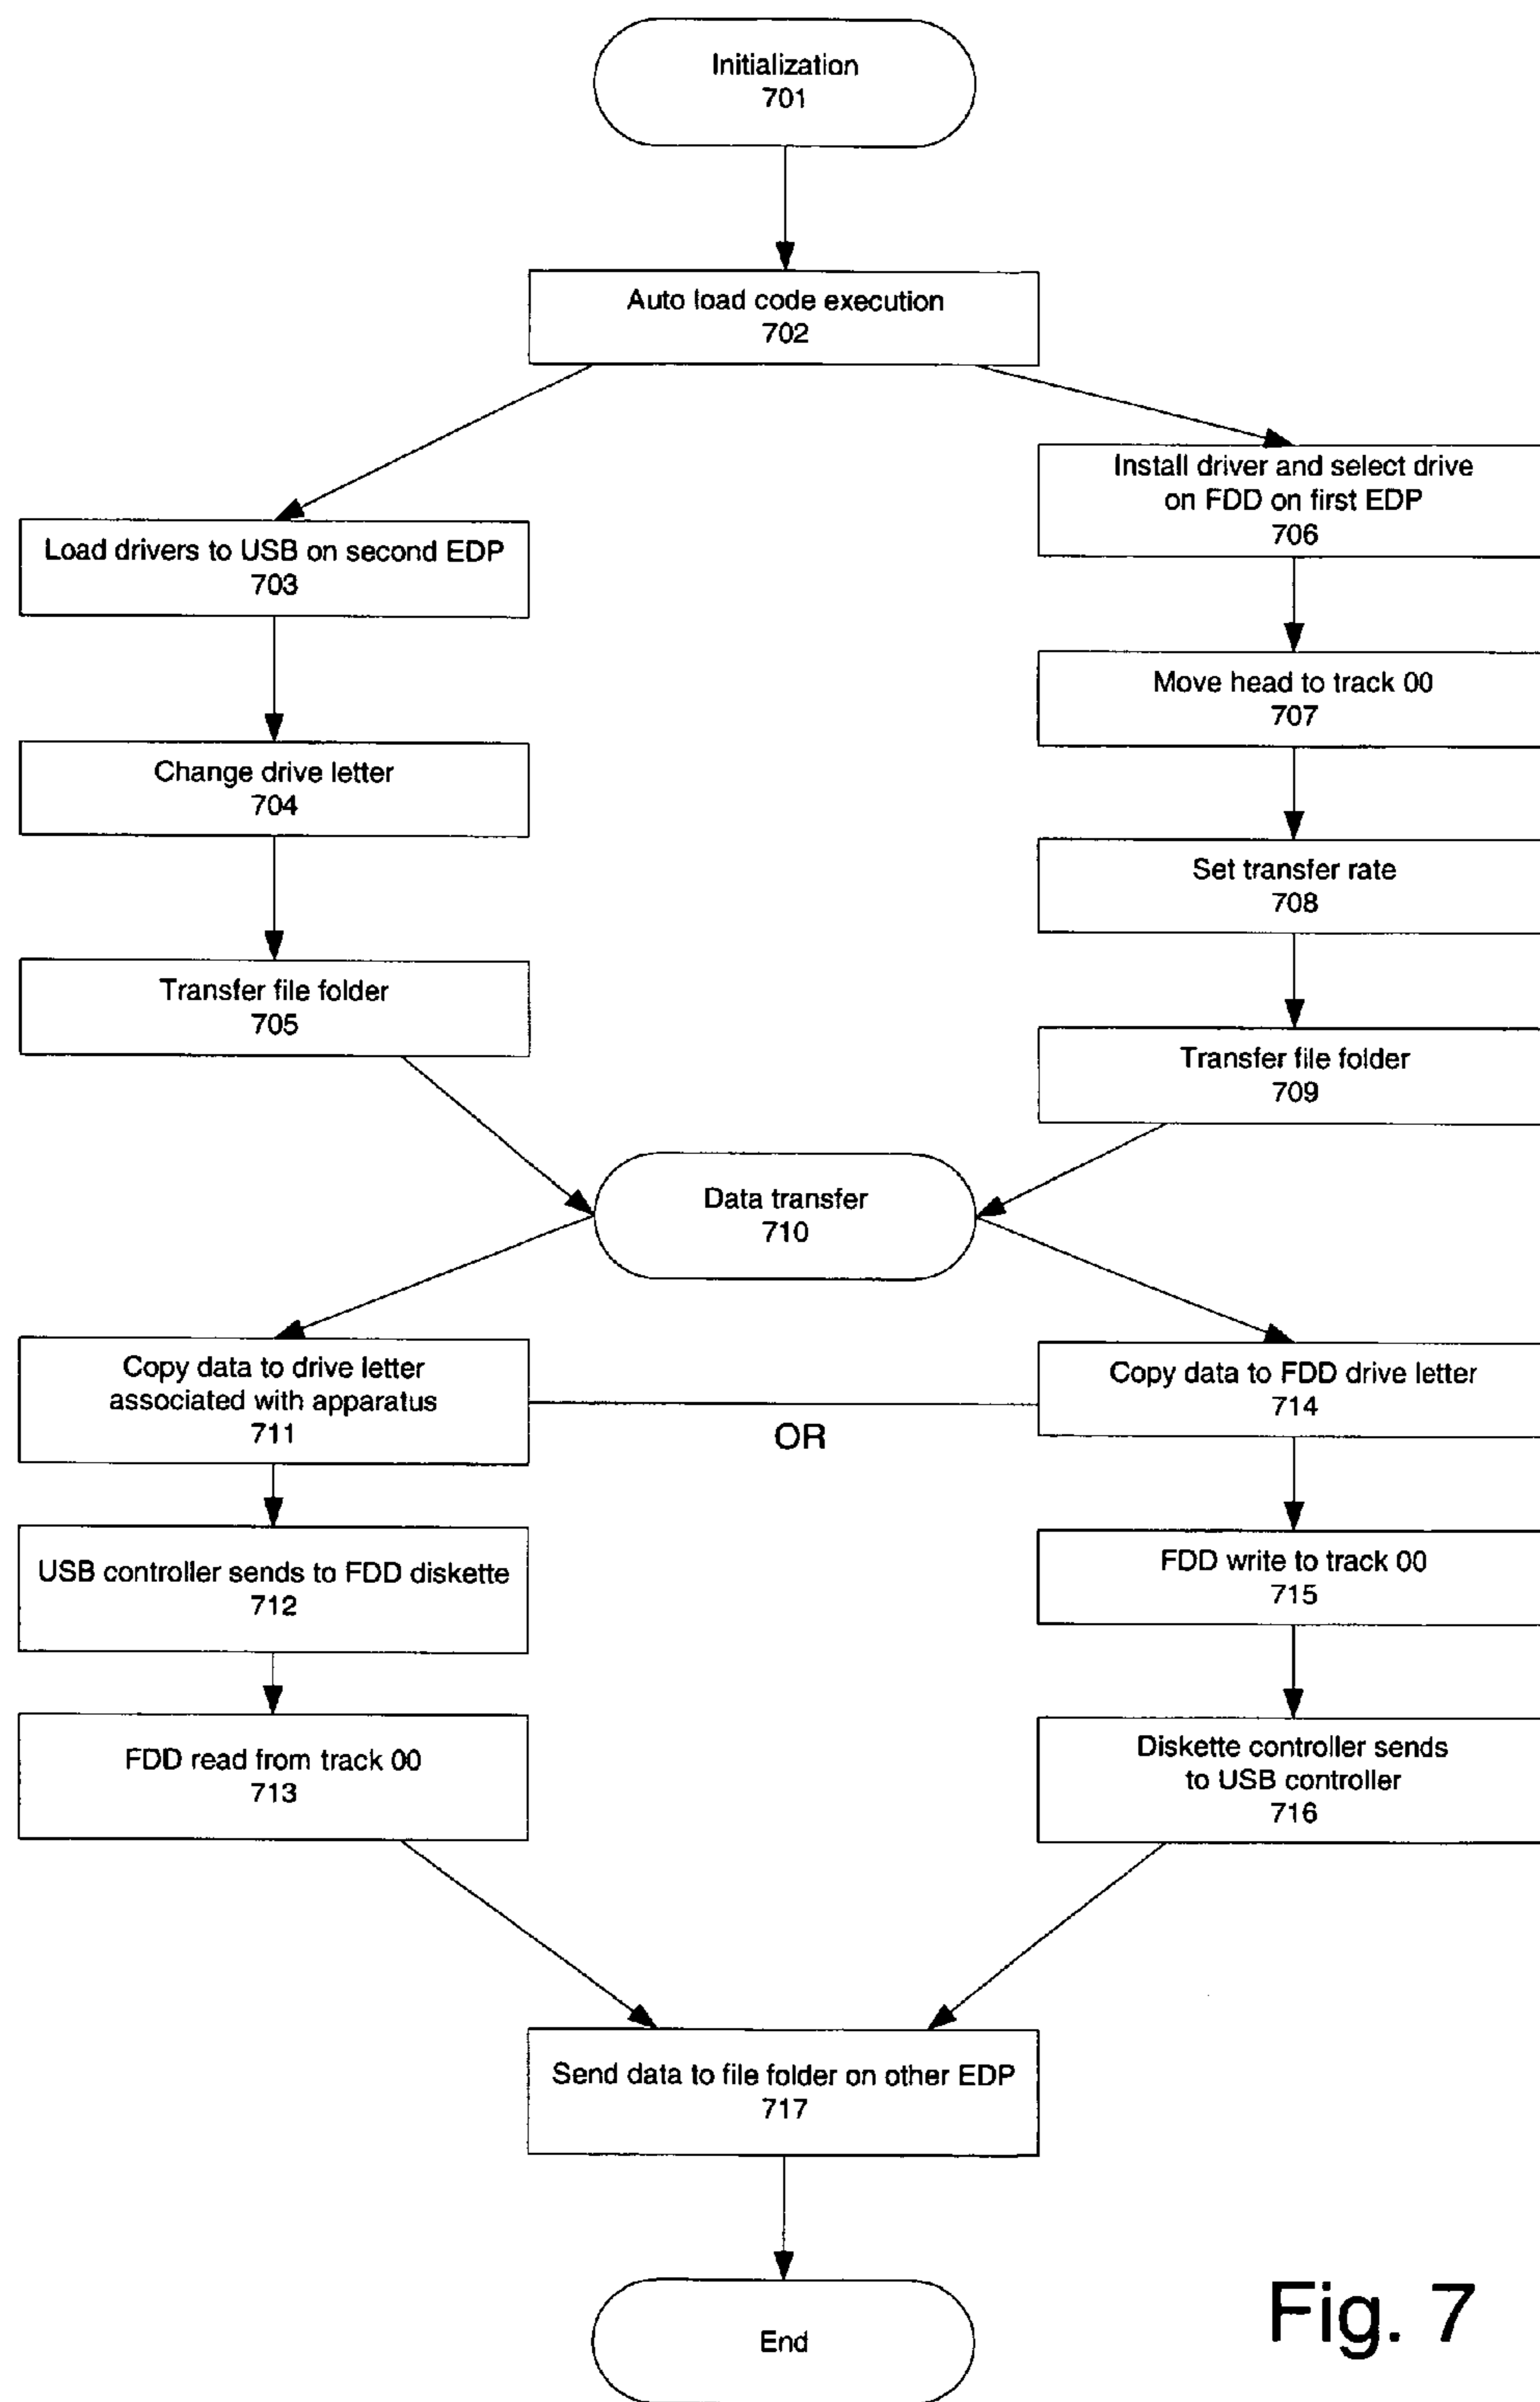 Initialization
701
Auto load code execution
702
Install driver and select drive
on FDD on first EDP
706
Load drivers to USB on second EDP
703
Move head to track 00
707
Change drive letter
704
Set transfer rate
708
Transfer file folder
705
Transfer file folder
709
Data transfer
710
Copy data to drive letter
associated with apparatus
711
OR
Copy data to FDD drive letter
714
USB controller sends to FDD diskette
712
FDD write to track 00
715
FDD read from track 00
713
Diskette controller sends
to USB controller
716
Send data to file folder on other EDP
717
End
Fig. 7